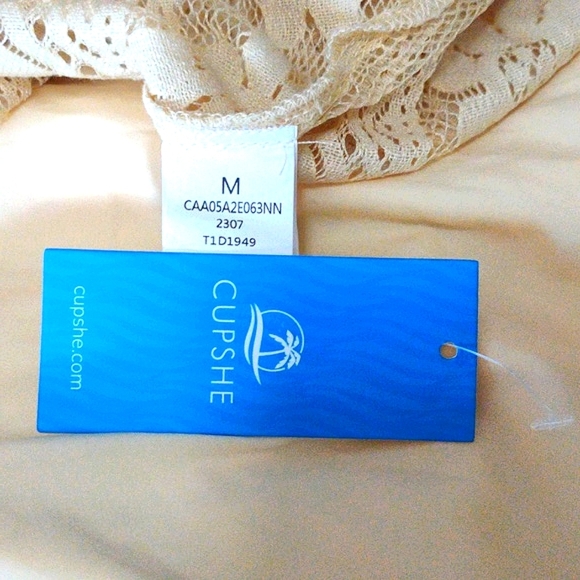 M
CAA05A2E063NN
2307
T1D1949
CUPSHE
cupshe.com